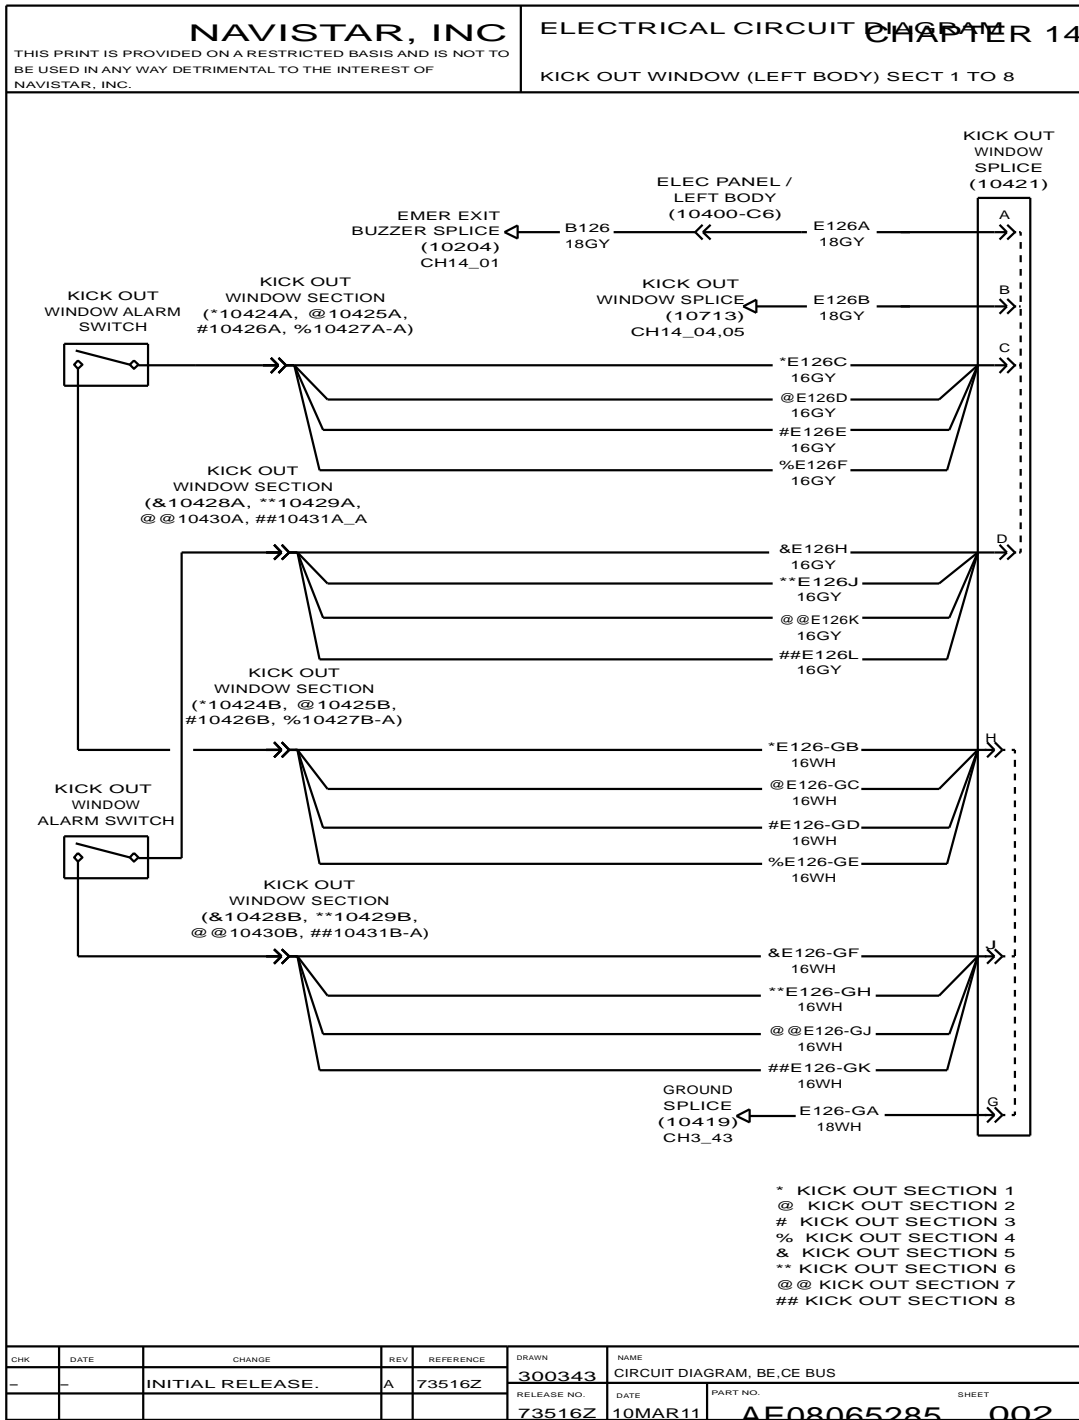 NAVISTAR, INC
THIS PRINT IS PROVIDED ON A RESTRICTED BASIS AND IS NOT TO
BE USED IN ANY WAY DETRIMENTAL TO THE INTEREST OF
NAVISTAR, INC.
ELECTRICAL CIRCUIT DIAGRAM
CHAPTER 14
KICK OUT WINDOW (LEFT BODY) SECT 1 TO 8
KICK OUT
WINDOW
SPLICE
(10421)
ELEC PANEL /
LEFT BODY
(10400-C6)
EMER EXIT
BUZZER SPLICE
(10204)
CH14_01
B126
18GY
E126A
18GY
A
KICK OUT
WINDOW SPLICE
(10713)
CH14_04,05
E126B
18GY
B
KICK OUT
WINDOW ALARM
SWITCH
KICK OUT
WINDOW SECTION
(*10424A, @10425A,
#10426A, %10427A-A)
C
*E126C
16GY
@E126D
16GY
#E126E
16GY
%E126F
16GY
KICK OUT
WINDOW SECTION
(&10428A, **10429A,
@@10430A, ##10431A_A
D
&E126H
16GY
**E126J
16GY
@@E126K
16GY
##E126L
16GY
KICK OUT
WINDOW SECTION
(*10424B, @10425B,
#10426B, %10427B-A)
H
*E126-GB
16WH
@E126-GC
16WH
#E126-GD
16WH
%E126-GE
16WH
KICK OUT
WINDOW
ALARM SWITCH
KICK OUT
WINDOW SECTION
(&10428B, **10429B,
@@10430B, ##10431B-A)
J
&E126-GF
16WH
**E126-GH
16WH
@@E126-GJ
16WH
##E126-GK
16WH
GROUND
SPLICE
(10419)
CH3_43
E126-GA
18WH
G
* KICK OUT SECTION 1
@ KICK OUT SECTION 2
# KICK OUT SECTION 3
% KICK OUT SECTION 4
& KICK OUT SECTION 5
** KICK OUT SECTION 6
@@ KICK OUT SECTION 7
## KICK OUT SECTION 8
CHK DATE CHANGE REV REFERENCE
- - INITIAL RELEASE. A 73516Z
DRAWN
300343
NAME
CIRCUIT DIAGRAM, BE,CE BUS
RELEASE NO.
73516Z
DATE
10MAR11
PART NO.
AE08065285
SHEET
002